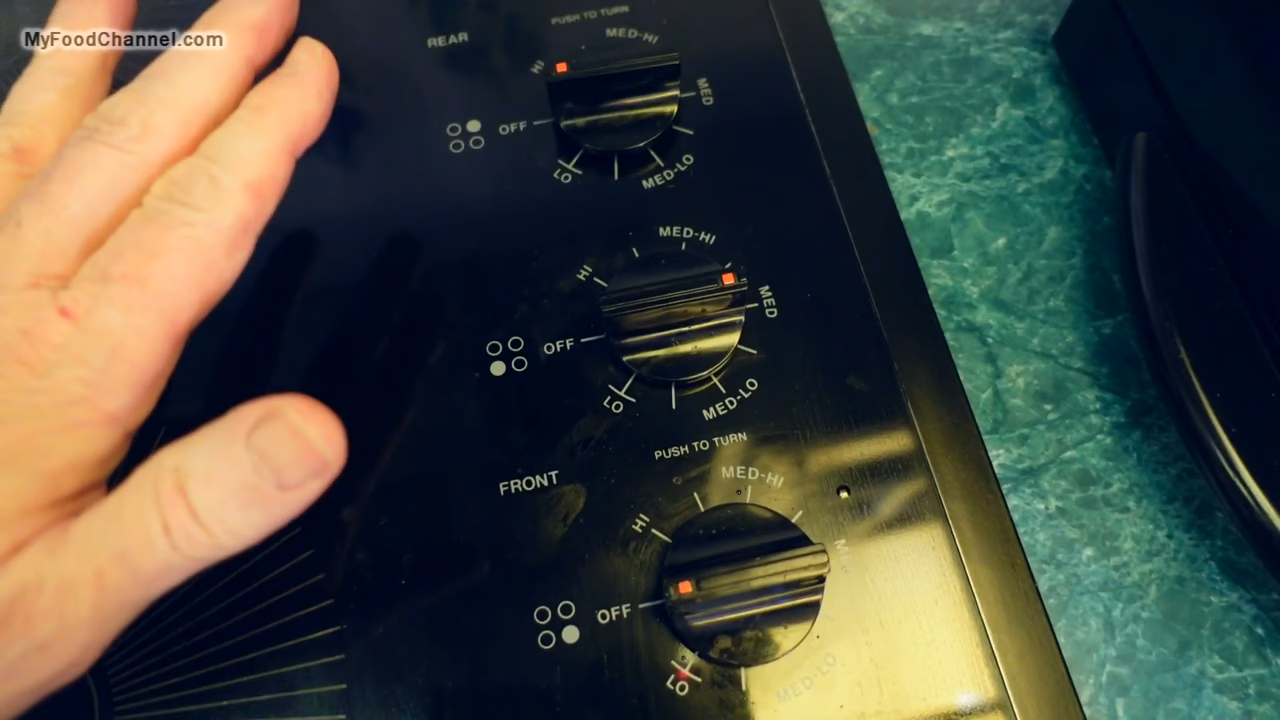 MyFoodChannel.com
PUSH TO TURN
REAR
MED-HI
HI
MED
OFF
LO
MED-LO
MED-HI
HI
MED
OFF
LO
MED-LO
PUSH TO TURN
FRONT
MED-HI
HI
MED
OFF
LO
MED-LO